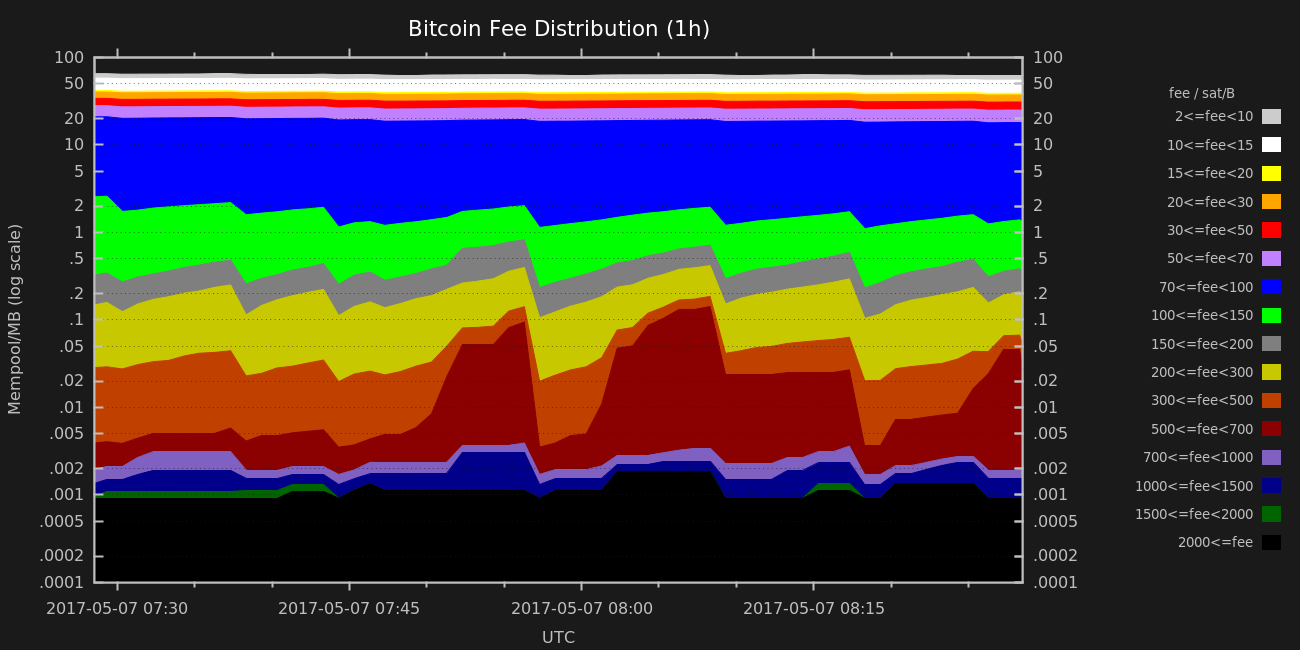 Bitcoin Fee Distribution (1h)
Mempool/MB (log scale)
100
50
20
10
5
2
1
.5
.2
.1
.05
.02
.01
.005
.002
.001
.0005
.0002
.0001
100
50
20
10
5
2
1
.5
.2
.1
.05
.02
.01
.005
.002
.001
.0005
.0002
.0001
2017-05-07 07:30
2017-05-07 07:45
2017-05-07 08:00
2017-05-07 08:15
UTC
fee / sat/B
2<=fee<10
10<=fee<15
15<=fee<20
20<=fee<30
30<=fee<50
50<=fee<70
70<=fee<100
100<=fee<150
150<=fee<200
200<=fee<300
300<=fee<500
500<=fee<700
700<=fee<1000
1000<=fee<1500
1500<=fee<2000
2000<=fee